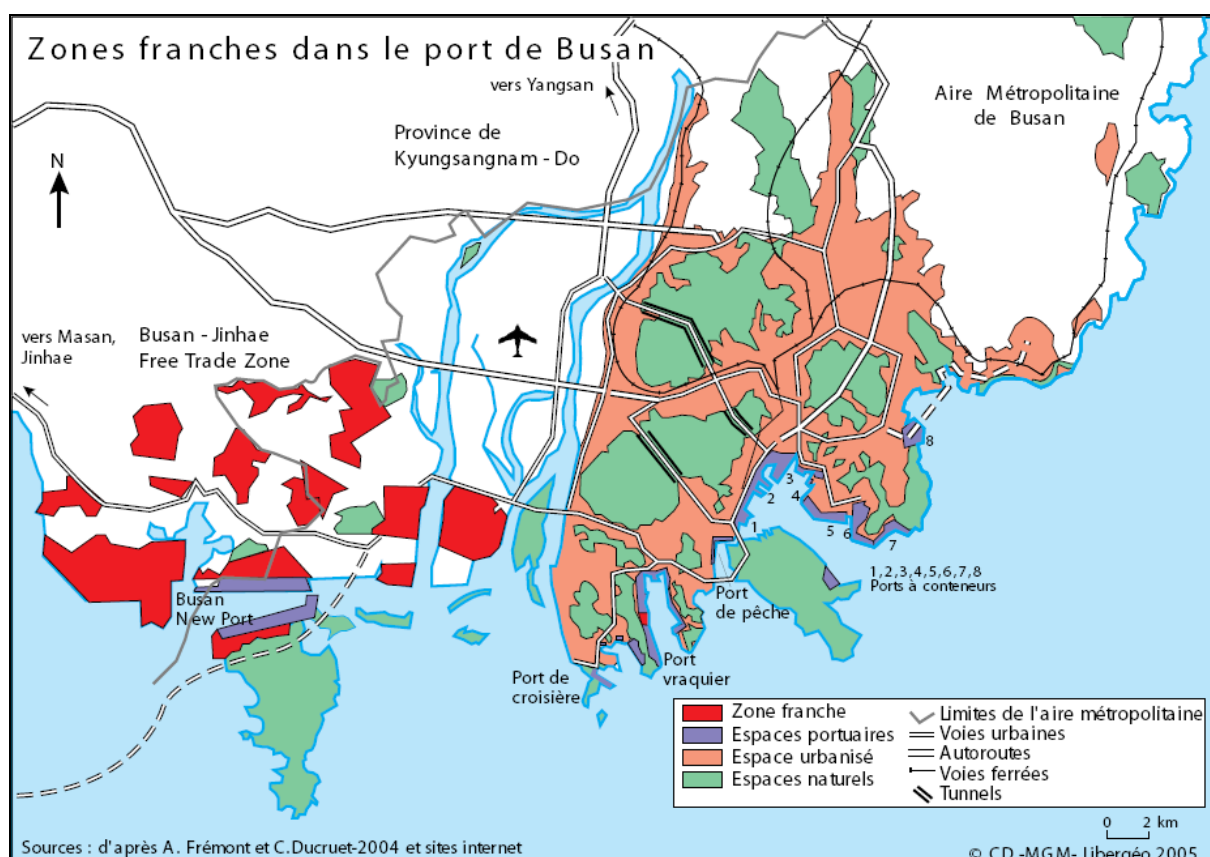 Zones franches dans le port de Busan
vers Yangsan
Aire Métropolitaine
de Busan
Province de
Kyungsangnam - Do
N
vers Masan,
Jinhae
Busan - Jinhae
Free Trade Zone
8
3
2
4
1
5
6
7
1,2,3,4,5,6,7,8
Ports à conteneurs
Busan
New Port
Port
de pêche
Port de
croisière
Port
vraquier
Zone franche
Espaces portuaires
Espace urbanisé
Espaces naturels
Limites de l'aire métropolitaine
Voies urbaines
Autoroutes
Voies ferrées
Tunnels
0 2 km
Sources : d'après A. Frémont et C.Ducruet-2004 et sites internet
© CD -MGM- Libergéo 2005